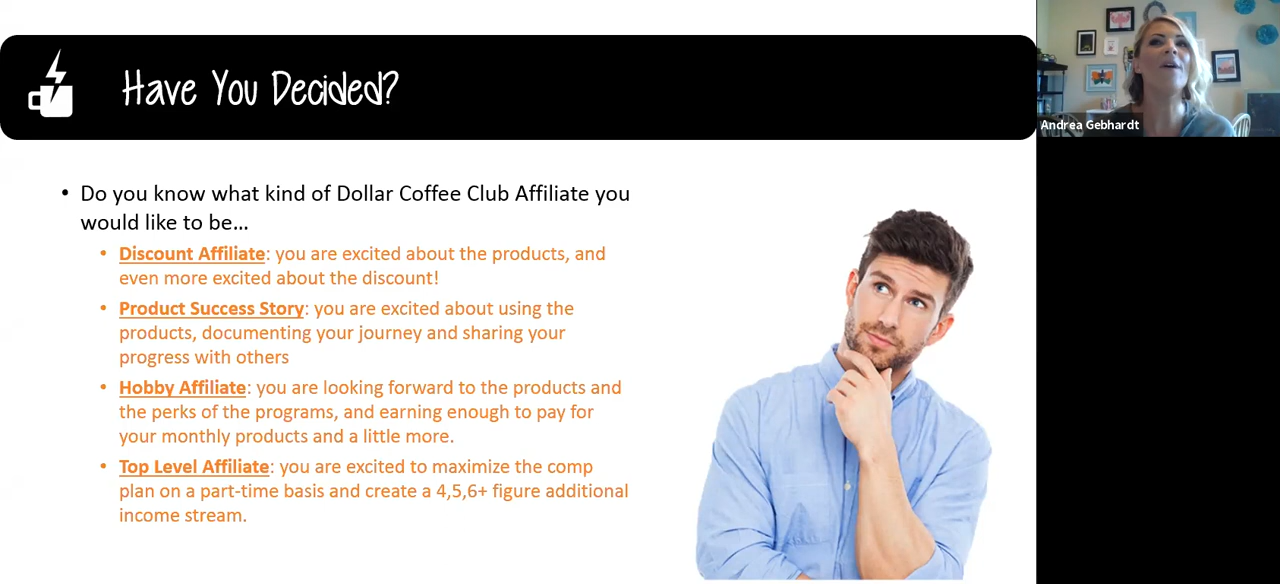 Have You Decided?
Andrea Gebhardt
• Do you know what kind of Dollar Coffee Club Affiliate you
would like to be...
• Discount Affiliate: you are excited about the products, and
even more excited about the discount!
• Product Success Story: you are excited about using the
products, documenting your journey and sharing your
progress with others
• Hobby Affiliate: you are looking forward to the products and
the perks of the programs, and earning enough to pay for
your monthly products and a little more.
• Top Level Affiliate: you are excited to maximize the comp
plan on a part-time basis and create a 4,5,6+ figure additional
income stream.